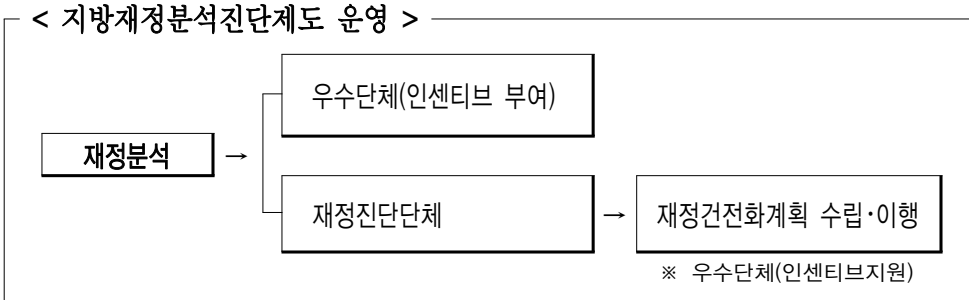 < 지방재정분석진단제도 운영 >
우수단체(인센티브 부여)
재정분석 →
재정진단단체 → 재정건전화계획 수립·이행
※ 우수단체(인센티브지원)